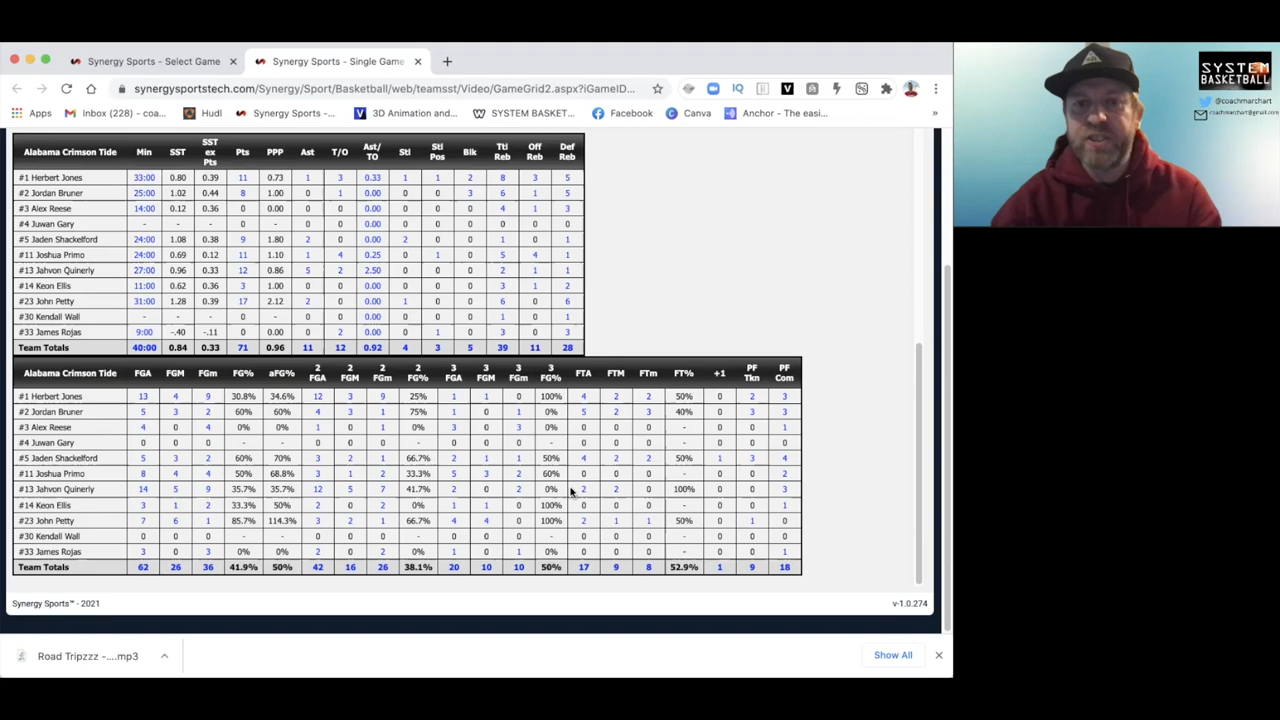 Synergy Sports - Select Game
Synergy Sports - Single Game
synergysportstech.com/Synergy/Sport/Basketball/web/teamsst/Video/GameGrid2.aspx?iGameID...
Apps Inbox (228) - coa... Hudl Synergy Sports -... 3D Animation and... SYSTEM BASKET... Facebook Canva Anchor - The easi... »
SYSTEM
BASKETBALL
@coachmarchart
coachmarchart@gmail.com
Alabama Crimson Tide Min SST SST ex Pts Pts PPP Ast T/O Ast/TO Stl Stl Pos Blk Ttl Reb Off Reb Def Reb
#1 Herbert Jones 33:00 0.80 0.39 11 0.73 1 3 0.33 1 1 2 8 3 5
#2 Jordan Bruner 25:00 1.02 0.44 8 1.00 0 1 0.00 0 0 3 6 1 5
#3 Alex Reese 14:00 0.12 0.36 0 0.00 0 0 0.00 0 0 0 4 1 3
#4 Juwan Gary - - - - - 0 0 0.00 0 0 0 0 0 0
#5 Jaden Shackelford 24:00 1.08 0.38 9 1.80 2 0 0.00 2 0 0 1 0 1
#11 Joshua Primo 24:00 0.69 0.12 11 1.10 1 4 0.25 0 1 0 5 4 1
#13 Jahvon Quinerly 27:00 0.96 0.33 12 0.86 5 2 2.50 0 0 0 2 1 1
#14 Keon Ellis 11:00 0.62 0.36 3 1.00 0 0 0.00 0 0 0 3 1 2
#23 John Petty 31:00 1.28 0.39 17 2.12 2 0 0.00 1 0 0 6 0 6
#30 Kendall Wall - - - - - 0 0 0.00 0 0 0 1 0 1
#33 James Rojas 9:00 -.40 -.11 0 0.00 0 2 0.00 0 1 0 3 0 3
Team Totals 40:00 0.84 0.33 71 0.96 11 12 0.92 4 3 5 39 11 28
Alabama Crimson Tide FGA FGM FGm FG% aFG% 2 FGA 2 FGM 2 FGm 2 FG% 3 FGA 3 FGM 3 FGm 3 FG% FTA FTM FTm FT% +1 PF Tkn PF Com
#1 Herbert Jones 13 4 9 30.8% 34.6% 12 3 9 25% 1 1 0 100% 4 2 2 50% 0 2 3
#2 Jordan Bruner 5 3 2 60% 60% 4 3 1 75% 1 0 1 0% 5 2 3 40% 0 3 3
#3 Alex Reese 4 0 4 0% 0% 1 0 1 0% 3 0 3 0% 0 0 0 - 0 0 1
#4 Juwan Gary 0 0 0 - - 0 0 0 - 0 0 0 - 0 0 0 - 0 0 0
#5 Jaden Shackelford 5 3 2 60% 70% 3 2 1 66.7% 2 1 1 50% 4 2 2 50% 1 3 4
#11 Joshua Primo 8 4 4 50% 68.8% 3 1 2 33.3% 5 3 2 60% 0 0 0 - 0 0 2
#13 Jahvon Quinerly 14 5 9 35.7% 35.7% 12 5 7 41.7% 2 0 2 0% 2 2 0 100% 0 0 3
#14 Keon Ellis 3 1 2 33.3% 50% 2 0 2 0% 1 1 0 100% 0 0 0 - 0 0 1
#23 John Petty 7 6 1 85.7% 114.3% 3 2 1 66.7% 4 4 0 100% 2 1 1 50% 0 1 0
#30 Kendall Wall 0 0 0 - - 0 0 0 - 0 0 0 - 0 0 0 - 0 0 0
#33 James Rojas 3 0 3 0% 0% 2 0 2 0% 1 0 1 0% 0 0 0 - 0 0 1
Team Totals 62 26 36 41.9% 50% 42 16 26 38.1% 20 10 10 50% 17 9 8 52.9% 1 9 18
Synergy Sports™ - 2021
v-1.0.274
Road Tripzzz -....mp3
Show All